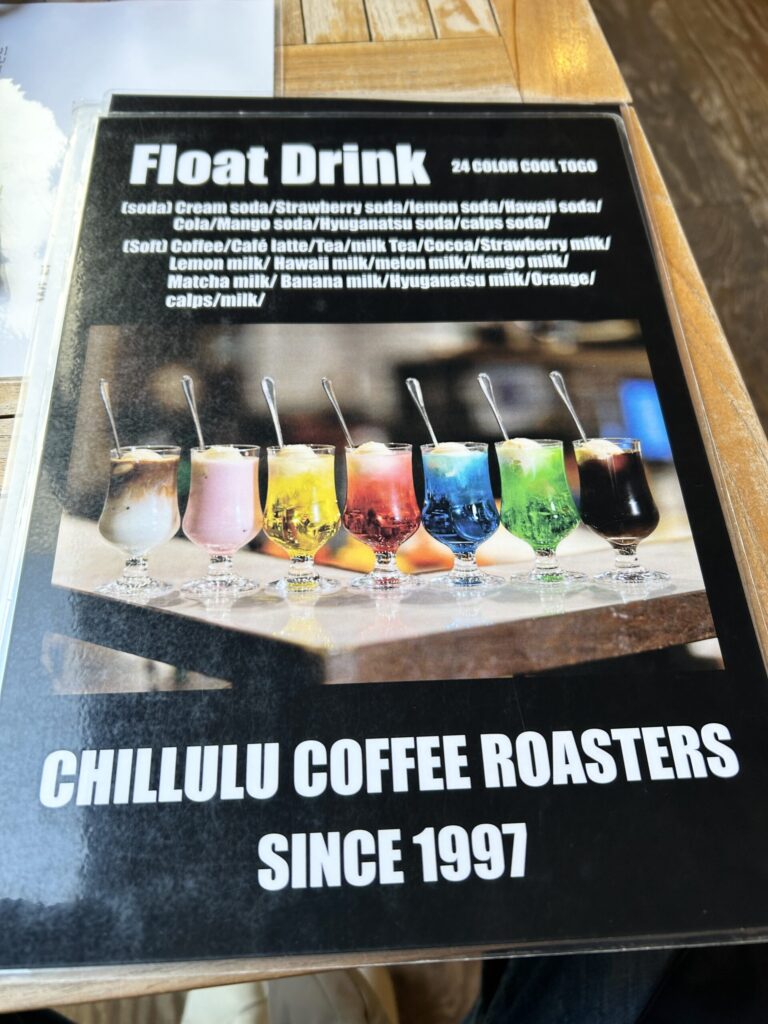 Float Drink 24 COLOR COOL TOGO
(soda) Cream soda/Strawberry soda/lemon soda/Hawaii soda/
Cola/Mango soda/Hyuganatsu soda/calps soda/
(Soft) Coffee/Café latte/Tea/milk Tea/Cocoa/Strawberry milk/
Lemon milk/ Hawaii milk/melon milk/Mango milk/
Matcha milk/ Banana milk/Hyuganatsu milk/Orange/
calps/milk/
CHILLULU COFFEE ROASTERS
SINCE 1997